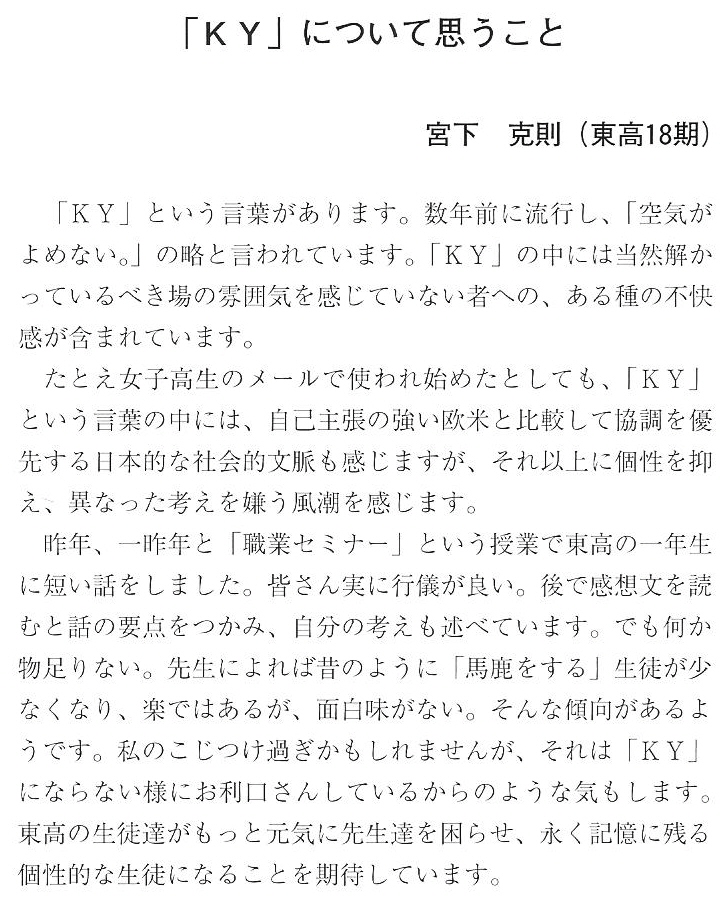 「ＫＹ」について思うこと
宮下　克則（東高18期）
「ＫＹ」という言葉があります。数年前に流行し、「空気が
よめない。」の略と言われています。「ＫＹ」の中には当然解か
っているべき場の雰囲気を感じていない者への、ある種の不快
感が含まれています。
たとえ女子高生のメールで使われ始めたとしても、「ＫＹ」
という言葉の中には、自己主張の強い欧米と比較して協調を優
先する日本的な社会的文脈も感じますが、それ以上に個性を抑
え、異なった考えを嫌う風潮を感じます。
昨年、一昨年と「職業セミナー」という授業で東高の一年生
に短い話をしました。皆さん実に行儀が良い。後で感想文を読
むと話の要点をつかみ、自分の考えも述べています。でも何か
物足りない。先生によれば昔のように「馬鹿をする」生徒が少
なくなり、楽ではあるが、面白味がない。そんな傾向があるよ
うです。私のこじつけ過ぎかもしれませんが、それは「ＫＹ」
にならない様にお利口さんしているからのような気もします。
東高の生徒達がもっと元気に先生達を困らせ、永く記憶に残る
個性的な生徒になることを期待しています。